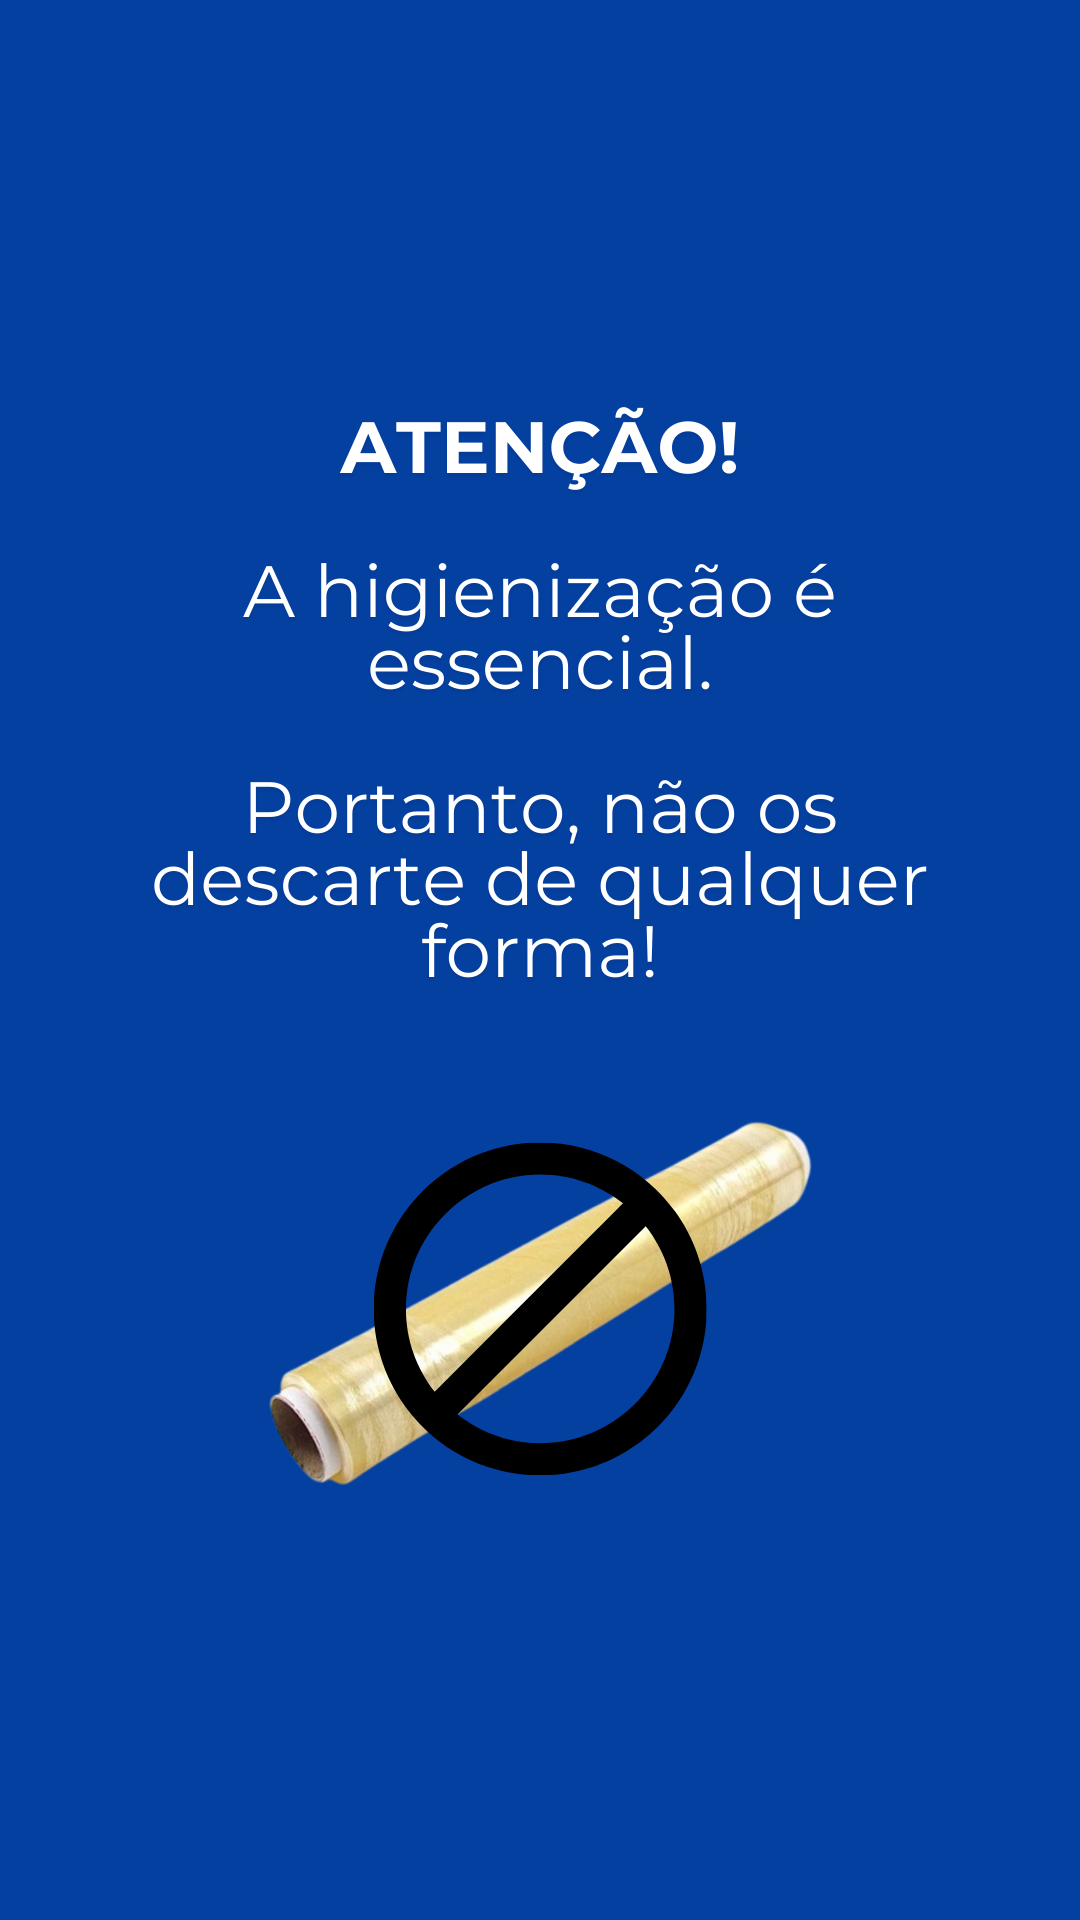 ATENÇÃO!
A higienização é
essencial.
Portanto, não os
descarte de qualquer
forma!